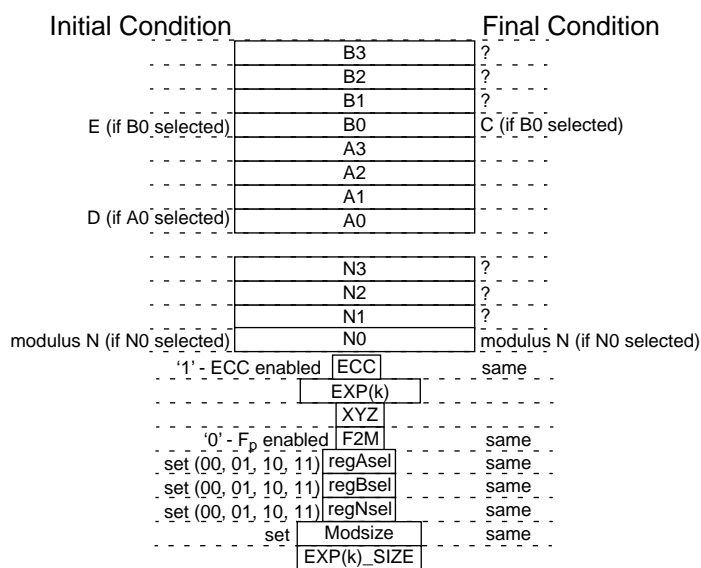 Initial Condition Final Condition
B3 ?
B2 ?
B1 ?
E (if B0 selected) B0 C (if B0 selected)
A3
A2
A1
D (if A0 selected) A0
N3 ?
N2 ?
N1 ?
modulus N (if N0 selected) N0 modulus N (if N0 selected)
‘1’ - ECC enabled ECC same
EXP(k)
XYZ
‘0’ - Fp enabled F2M same
set (00, 01, 10, 11) regAsel same
set (00, 01, 10, 11) regBsel same
set (00, 01, 10, 11) regNsel same
set Modsize same
EXP(k)_SIZE